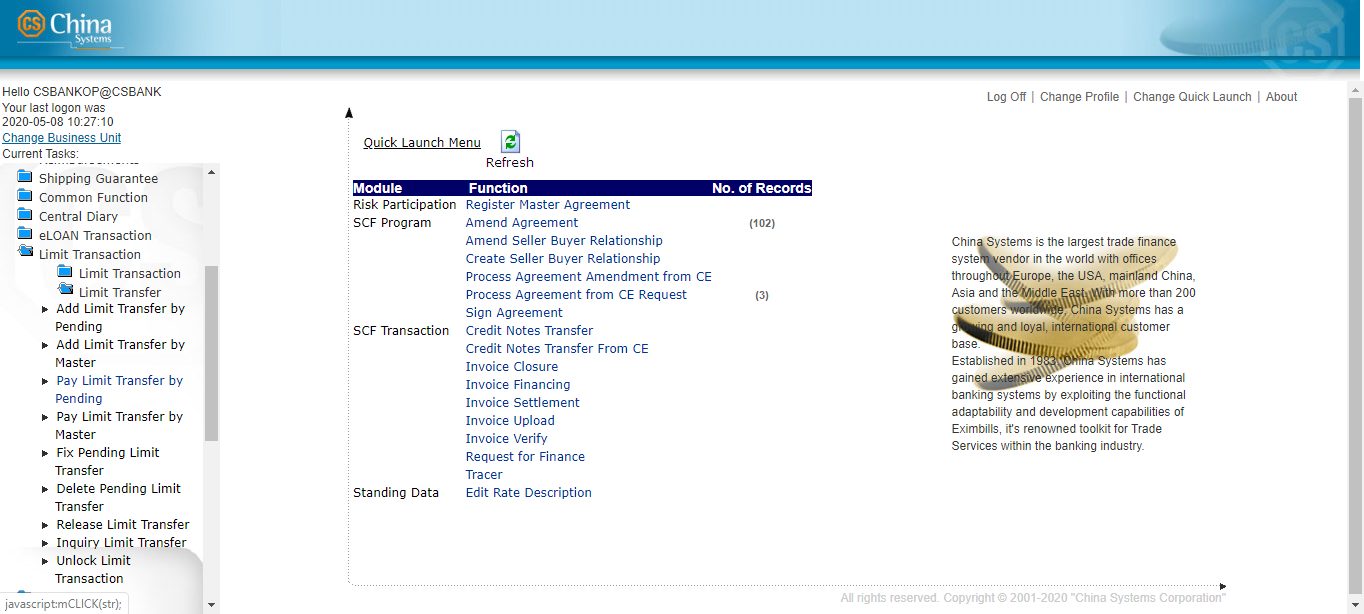 CS China
Systems
Hello CSBANKOP@CSBANK
Your last logon was
2020-05-08 10:27:10
Change Business Unit
Current Tasks:
Shipping Guarantee
Common Function
Central Diary
eLOAN Transaction
Limit Transaction
Limit Transaction
Limit Transfer
Add Limit Transfer by
Pending
Add Limit Transfer by
Master
Pay Limit Transfer by
Pending
Pay Limit Transfer by
Master
Fix Pending Limit
Transfer
Delete Pending Limit
Transfer
Release Limit Transfer
Inquiry Limit Transfer
Unlock Limit
Transaction
javascript:mCLICK(str);
Log Off | Change Profile | Change Quick Launch | About
Quick Launch Menu
Refresh
Module Function No. of Records
Risk Participation Register Master Agreement
SCF Program Amend Agreement (102)
Amend Seller Buyer Relationship
Create Seller Buyer Relationship
Process Agreement Amendment from CE
Process Agreement from CE Request (3)
Sign Agreement
SCF Transaction Credit Notes Transfer
Credit Notes Transfer From CE
Invoice Closure
Invoice Financing
Invoice Settlement
Invoice Upload
Invoice Verify
Request for Finance
Tracer
Standing Data Edit Rate Description
China Systems is the largest trade finance
system vendor in the world with offices
throughout Europe, the USA, mainland China,
Asia and the Middle East. With more than 200
customers worldwide, China Systems has a
growing and loyal, international customer
base.
Established in 1983, China Systems has
gained extensive experience in international
banking systems by exploiting the functional
adaptability and development capabilities of
Eximbills, it's renowned toolkit for Trade
Services within the banking industry.
All rights reserved. Copyright © 2001-2020 "China Systems Corporation"